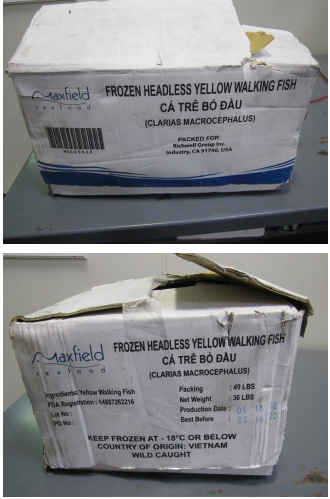 Maxfield
seafood
FROZEN HEADLESS YELLOW WALKING FISH
CÁ TRÊ BỎ ĐẦU
(CLARIAS MACROCEPHALUS)
PACKED FOR:
Richwell Group Inc.
Industry, CA 91746, USA
Maxfield
seafood
FROZEN HEADLESS YELLOW WALKING FISH
CÁ TRÊ BỎ ĐẦU
(CLARIAS MACROCEPHALUS)
Ingredients: Yellow Walking Fish
FDA Registration : 14887262216
Lot No :
PO No :
Packing : 40 LBS
Net Weight : 36 LBS
Production Date :
Best Before :
KEEP FROZEN AT - 18°C OR BELOW
COUNTRY OF ORIGIN: VIETNAM
WILD CAUGHT